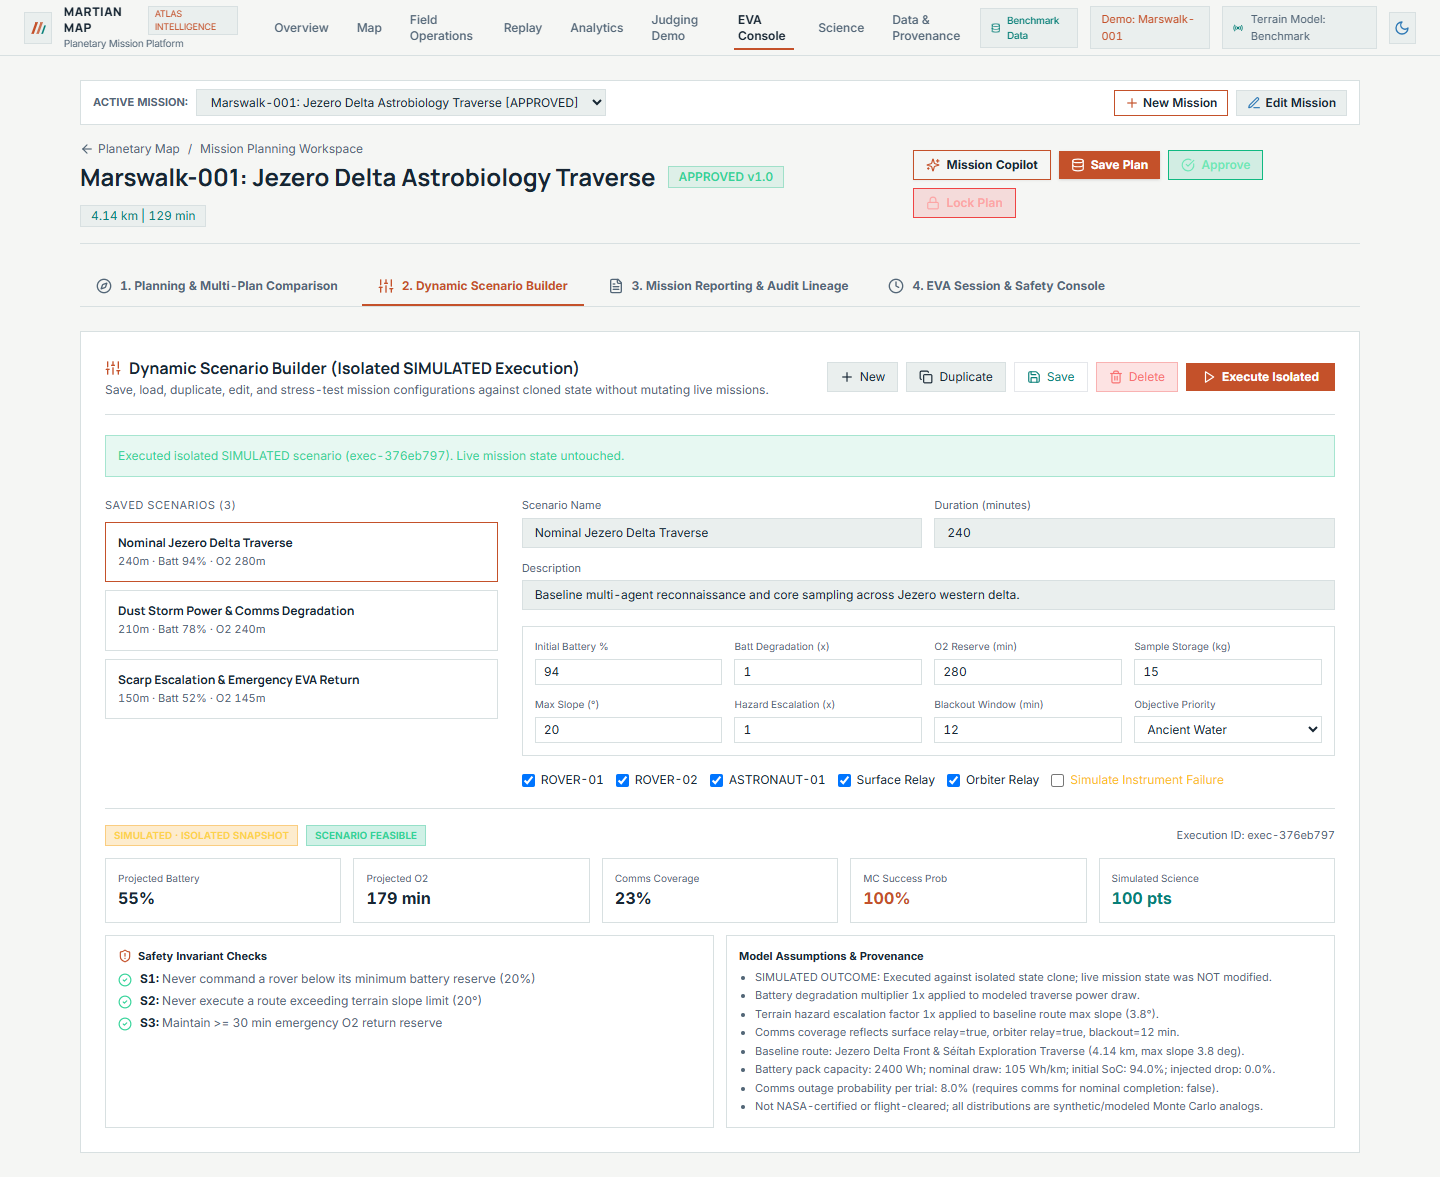 MARTIAN MAP
ATLAS INTELLIGENCE
Planetary Mission Platform
Overview
Map
Field Operations
Replay
Analytics
Judging Demo
EVA Console
Science
Data & Provenance
Benchmark Data
Demo: Marswalk-001
Terrain Model: Benchmark
ACTIVE MISSION:
Marswalk-001: Jezero Delta Astrobiology Traverse [APPROVED]
New Mission
Edit Mission
Planetary Map / Mission Planning Workspace
Marswalk-001: Jezero Delta Astrobiology Traverse
APPROVED v1.0
4.14 km | 129 min
Mission Copilot
Save Plan
Approve
Lock Plan
1. Planning & Multi-Plan Comparison
2. Dynamic Scenario Builder
3. Mission Reporting & Audit Lineage
4. EVA Session & Safety Console
Dynamic Scenario Builder (Isolated SIMULATED Execution)
Save, load, duplicate, edit, and stress-test mission configurations against cloned state without mutating live missions.
New
Duplicate
Save
Delete
Execute Isolated
Executed isolated SIMULATED scenario (exec-376eb797). Live mission state untouched.
SAVED SCENARIOS (3)
Nominal Jezero Delta Traverse
240m · Batt 94% · O2 280m
Dust Storm Power & Comms Degradation
210m · Batt 78% · O2 240m
Scarp Escalation & Emergency EVA Return
150m · Batt 52% · O2 145m
Scenario Name
Nominal Jezero Delta Traverse
Duration (minutes)
240
Description
Baseline multi-agent reconnaissance and core sampling across Jezero western delta.
Initial Battery %
94
Batt Degradation (x)
1
O2 Reserve (min)
280
Sample Storage (kg)
15
Max Slope (°)
20
Hazard Escalation (x)
1
Blackout Window (min)
12
Objective Priority
Ancient Water
ROVER-01
ROVER-02
ASTRONAUT-01
Surface Relay
Orbiter Relay
Simulate Instrument Failure
SIMULATED · ISOLATED SNAPSHOT
SCENARIO FEASIBLE
Execution ID: exec-376eb797
Projected Battery
55%
Projected O2
179 min
Comms Coverage
23%
MC Success Prob
100%
Simulated Science
100 pts
Safety Invariant Checks
S1: Never command a rover below its minimum battery reserve (20%)
S2: Never execute a route exceeding terrain slope limit (20°)
S3: Maintain >= 30 min emergency O2 return reserve
Model Assumptions & Provenance
• SIMULATED OUTCOME: Executed against isolated state clone; live mission state was NOT modified.
• Battery degradation multiplier 1x applied to modeled traverse power draw.
• Terrain hazard escalation factor 1x applied to baseline route max slope (3.8°).
• Comms coverage reflects surface relay=true, orbiter relay=true, blackout=12 min.
• Baseline route: Jezero Delta Front & Séítah Exploration Traverse (4.14 km, max slope 3.8 deg).
• Battery pack capacity: 2400 Wh; nominal draw: 105 Wh/km; initial SoC: 94.0%; injected drop: 0.0%.
• Comms outage probability per trial: 8.0% (requires comms for nominal completion: false).
• Not NASA-certified or flight-cleared; all distributions are synthetic/modeled Monte Carlo analogs.